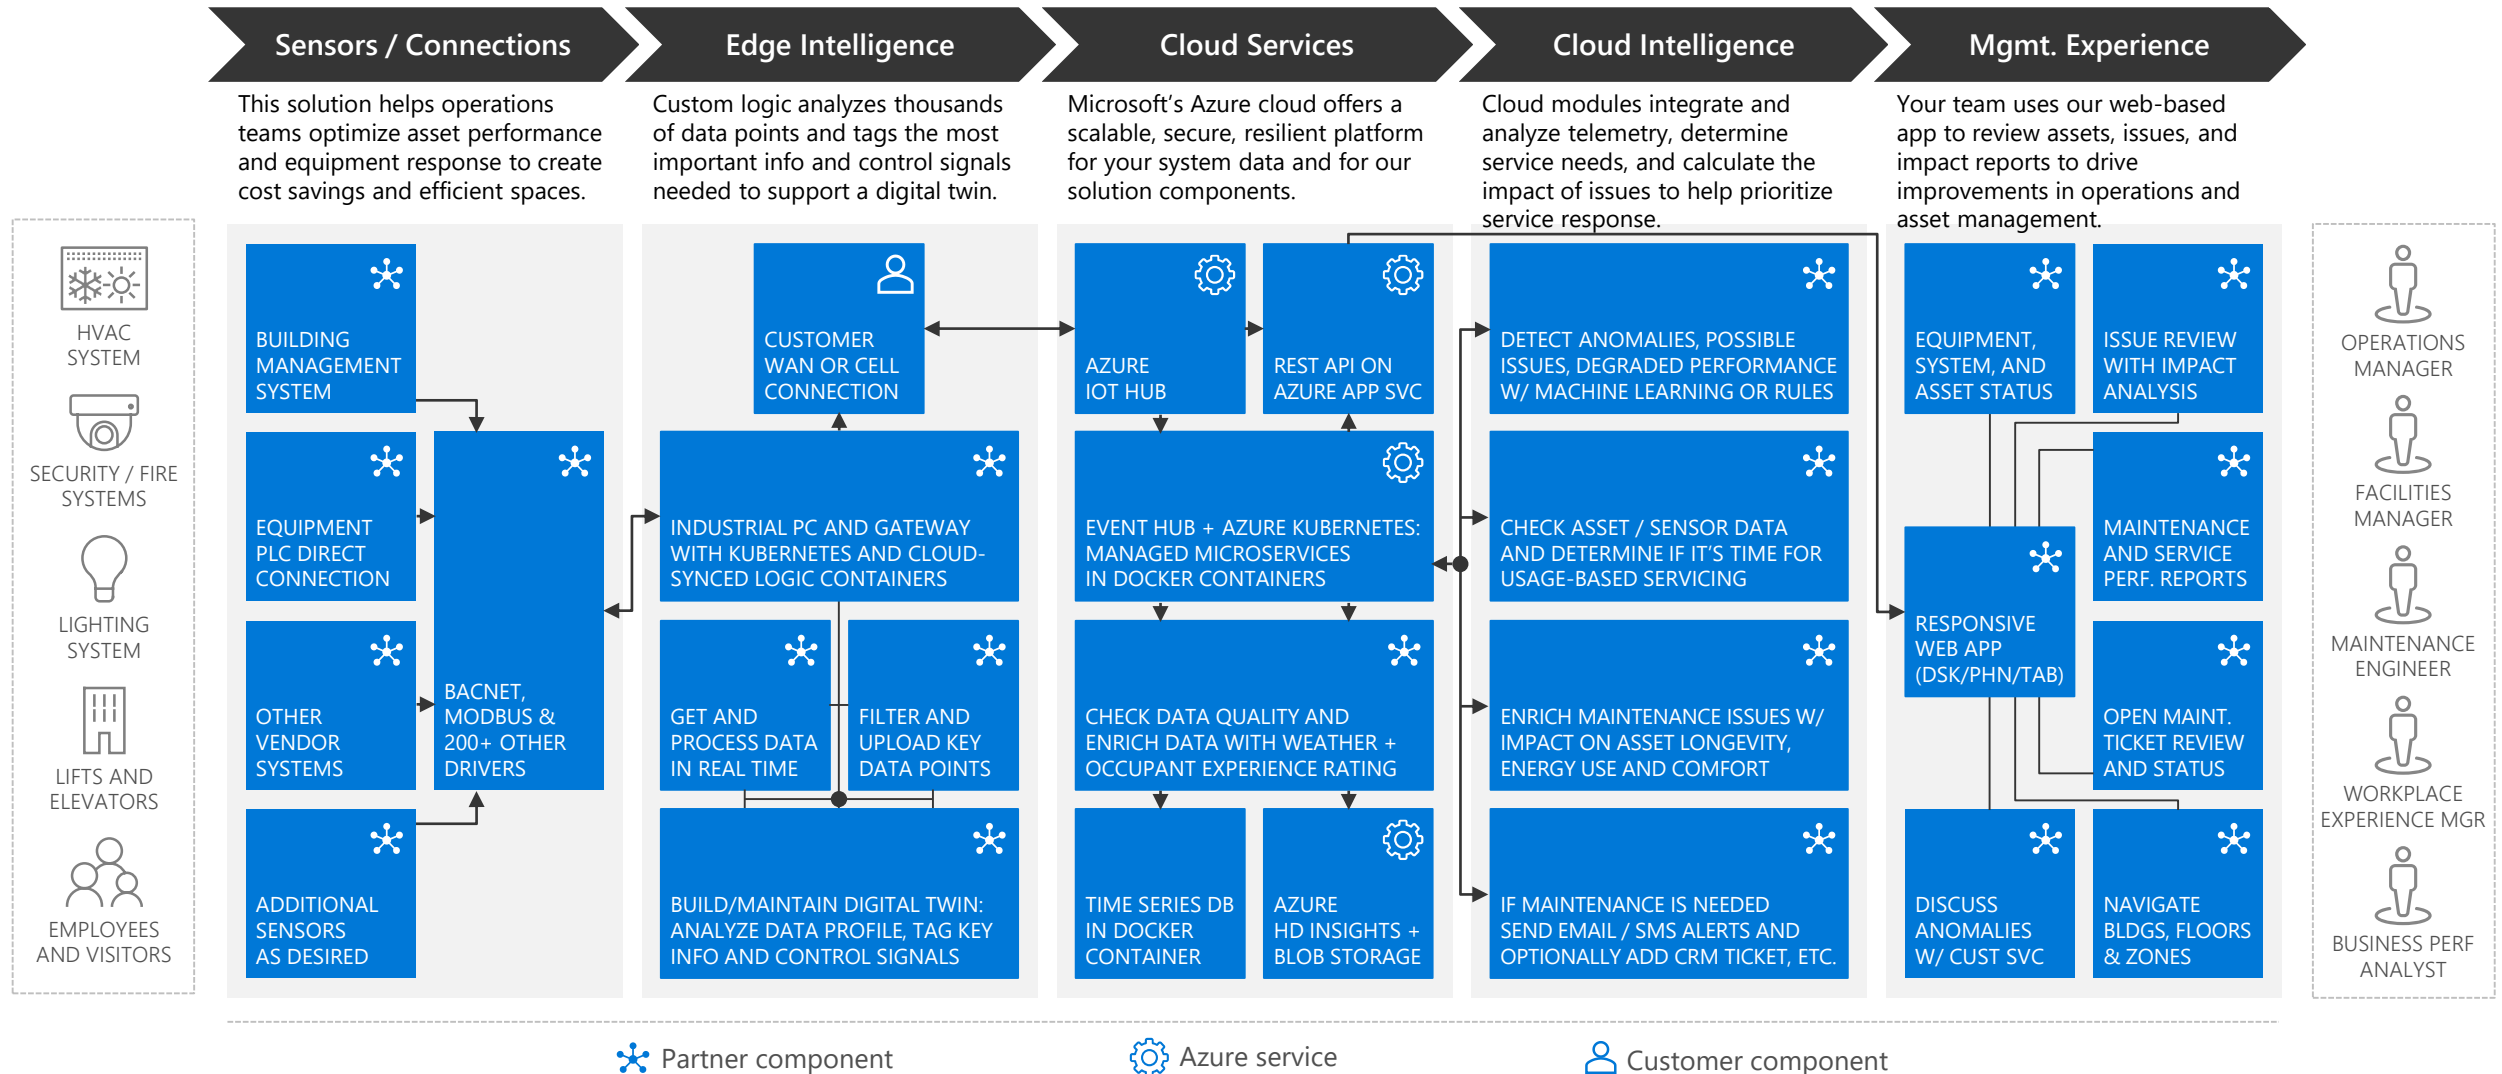 Sensors / Connections
Edge Intelligence
Cloud Services
Cloud Intelligence
Mgmt. Experience
This solution helps operations
teams optimize asset performance
and equipment response to create
cost savings and efficient spaces.
Custom logic analyzes thousands
of data points and tags the most
important info and control signals
needed to support a digital twin.
Microsoft's Azure cloud offers a
scalable, secure, resilient platform
for your system data and for our
solution components.
Cloud modules integrate and
analyze telemetry, determine
service needs, and calculate the
impact of issues to help prioritize
service response.
Your team uses our web-based
app to review assets, issues, and
impact reports to drive
improvements in operations and
asset management.
HVAC
SYSTEM
SECURITY / FIRE
SYSTEMS
LIGHTING
SYSTEM
LIFTS AND
ELEVATORS
EMPLOYEES
AND VISITORS
BUILDING
MANAGEMENT
SYSTEM
EQUIPMENT
PLC DIRECT
CONNECTION
OTHER
VENDOR
SYSTEMS
ADDITIONAL
SENSORS
AS DESIRED
BACNET,
MODBUS &
200+ OTHER
DRIVERS
CUSTOMER
WAN OR CELL
CONNECTION
INDUSTRIAL PC AND GATEWAY
WITH KUBERNETES AND CLOUD-
SYNCED LOGIC CONTAINERS
GET AND
PROCESS DATA
IN REAL TIME
FILTER AND
UPLOAD KEY
DATA POINTS
BUILD/MAINTAIN DIGITAL TWIN:
ANALYZE DATA PROFILE, TAG KEY
INFO AND CONTROL SIGNALS
AZURE
IOT HUB
REST API ON
AZURE APP SVC
EVENT HUB + AZURE KUBERNETES:
MANAGED MICROSERVICES
IN DOCKER CONTAINERS
CHECK DATA QUALITY AND
ENRICH DATA WITH WEATHER +
OCCUPANT EXPERIENCE RATING
TIME SERIES DB
IN DOCKER
CONTAINER
AZURE
HD INSIGHTS +
BLOB STORAGE
DETECT ANOMALIES, POSSIBLE
ISSUES, DEGRADED PERFORMANCE
W/ MACHINE LEARNING OR RULES
CHECK ASSET / SENSOR DATA
AND DETERMINE IF IT'S TIME FOR
USAGE-BASED SERVICING
ENRICH MAINTENANCE ISSUES W/
IMPACT ON ASSET LONGEVITY,
ENERGY USE AND COMFORT
IF MAINTENANCE IS NEEDED
SEND EMAIL / SMS ALERTS AND
OPTIONALLY ADD CRM TICKET, ETC.
EQUIPMENT,
SYSTEM, AND
ASSET STATUS
ISSUE REVIEW
WITH IMPACT
ANALYSIS
MAINTENANCE
AND SERVICE
PERF. REPORTS
RESPONSIVE
WEB APP
(DSK/PHN/TAB)
OPEN MAINT.
TICKET REVIEW
AND STATUS
DISCUSS
ANOMALIES
W/ CUST SVC
NAVIGATE
BLDGS, FLOORS
& ZONES
OPERATIONS
MANAGER
FACILITIES
MANAGER
MAINTENANCE
ENGINEER
WORKPLACE
EXPERIENCE MGR
BUSINESS PERF
ANALYST
Partner component
Azure service
Customer component